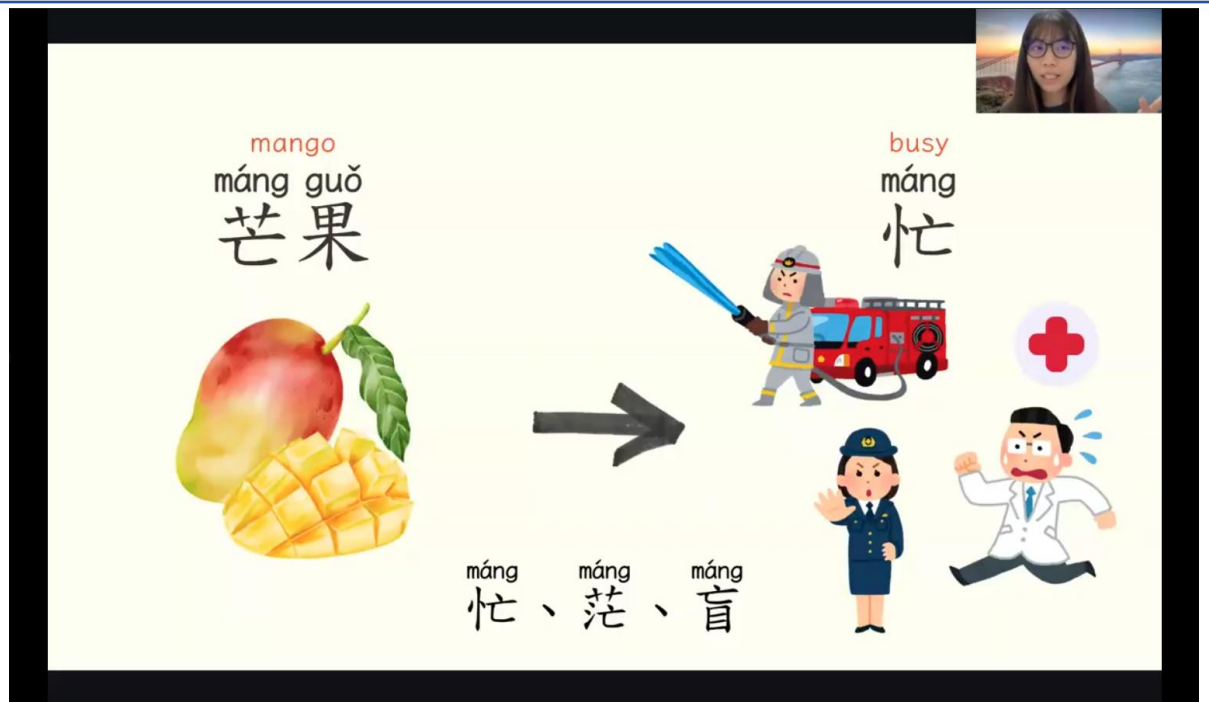 mango
máng guǒ
芒果
busy
máng
忙
máng máng máng
忙、茫、盲